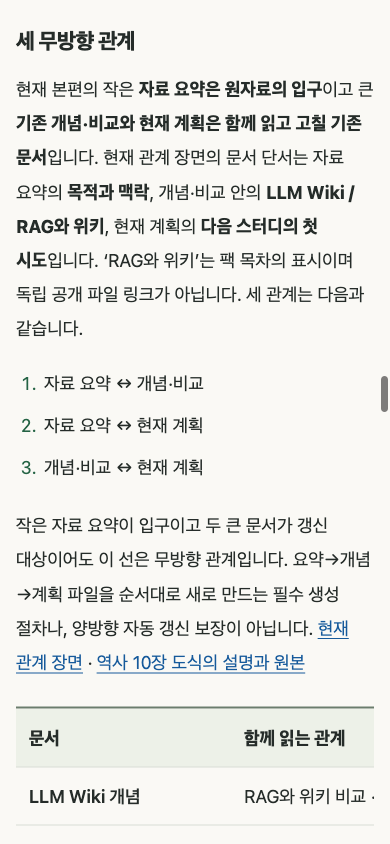 세 무방향 관계
현재 본편의 작은 자료 요약은 원자료의 입구이고 큰
기존 개념·비교와 현재 계획은 함께 읽고 고칠 기존
문서입니다. 현재 관계 장면의 문서 단서는 자료
요약의 목적과 맥락, 개념·비교 안의 LLM Wiki /
RAG와 위키, 현재 계획의 다음 스터디의 첫
시도입니다. ‘RAG와 위키’는 팩 목차의 표시이며
독립 공개 파일 링크가 아닙니다. 세 관계는 다음과
같습니다.
1. 자료 요약 ↔ 개념·비교
2. 자료 요약 ↔ 현재 계획
3. 개념·비교 ↔ 현재 계획
작은 자료 요약이 입구이고 두 큰 문서가 갱신
대상이어도 이 선은 무방향 관계입니다. 요약→개념
→계획 파일을 순서대로 새로 만드는 필수 생성
절차나, 양방향 자동 갱신 보장이 아닙니다. 현재
관계 장면 · 역사 10장 도식의 설명과 원본
문서 함께 읽는 관계
LLM Wiki 개념 RAG와 위키 비교 ·